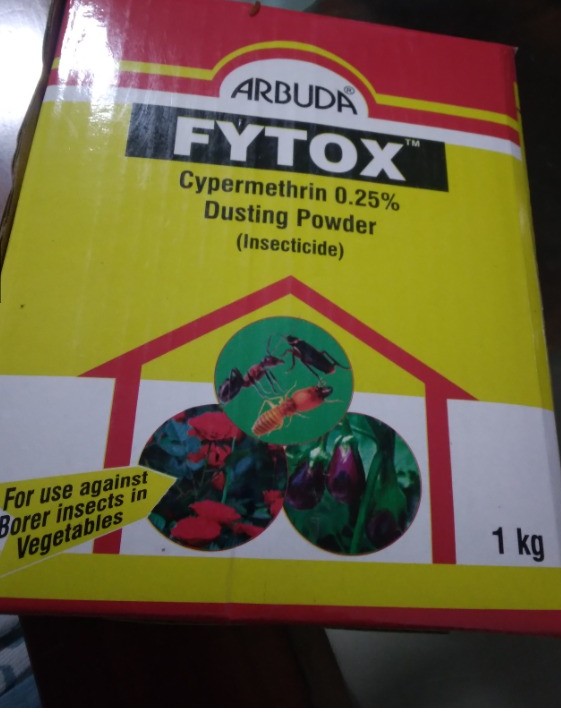 ARBUDA®
FYTOX™
Cypermethrin 0.25%
Dusting Powder
(Insecticide)
For use against
Borer insects in
Vegetables
1 kg